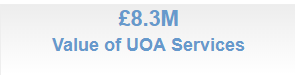 £8.3M
Value of UOA Services